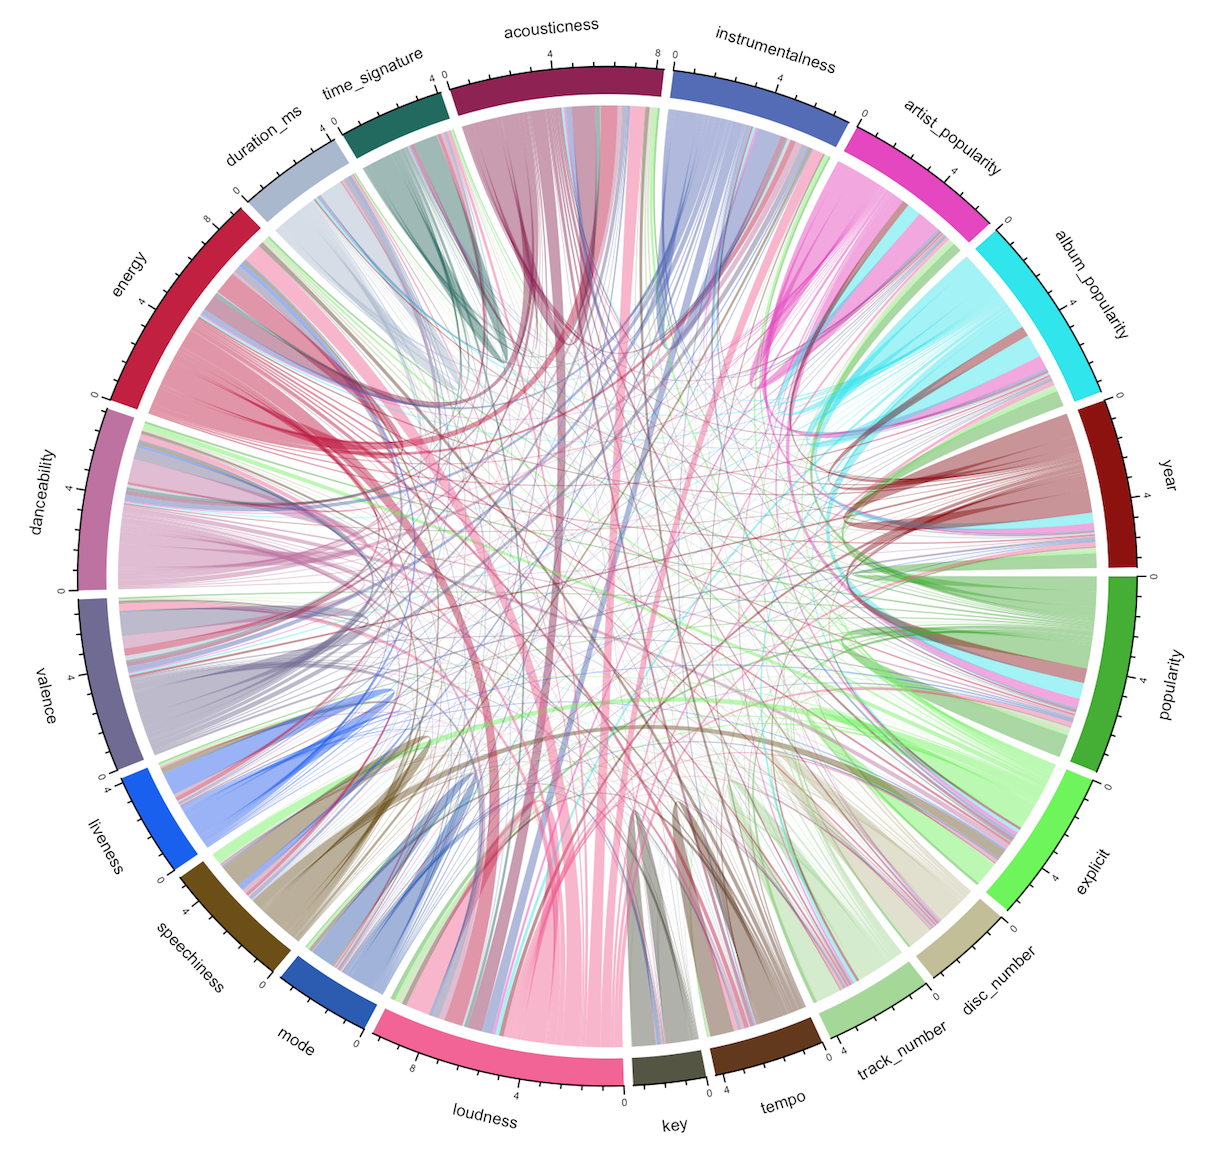 acousticness
instrumentalness
artist_popularity
album_popularity
year
popularity
explicit
disc_number
track_number
tempo
key
loudness
mode
speechiness
liveness
valence
danceability
energy
duration_ms
time_signature
0 4 8
0 4
0 4
0 4
0 4
0 4
0 4
0
0 4
0 4
0
0 4 8
0
0 4
0 4
0 4
0 4
0 4 8
0 4
0 4